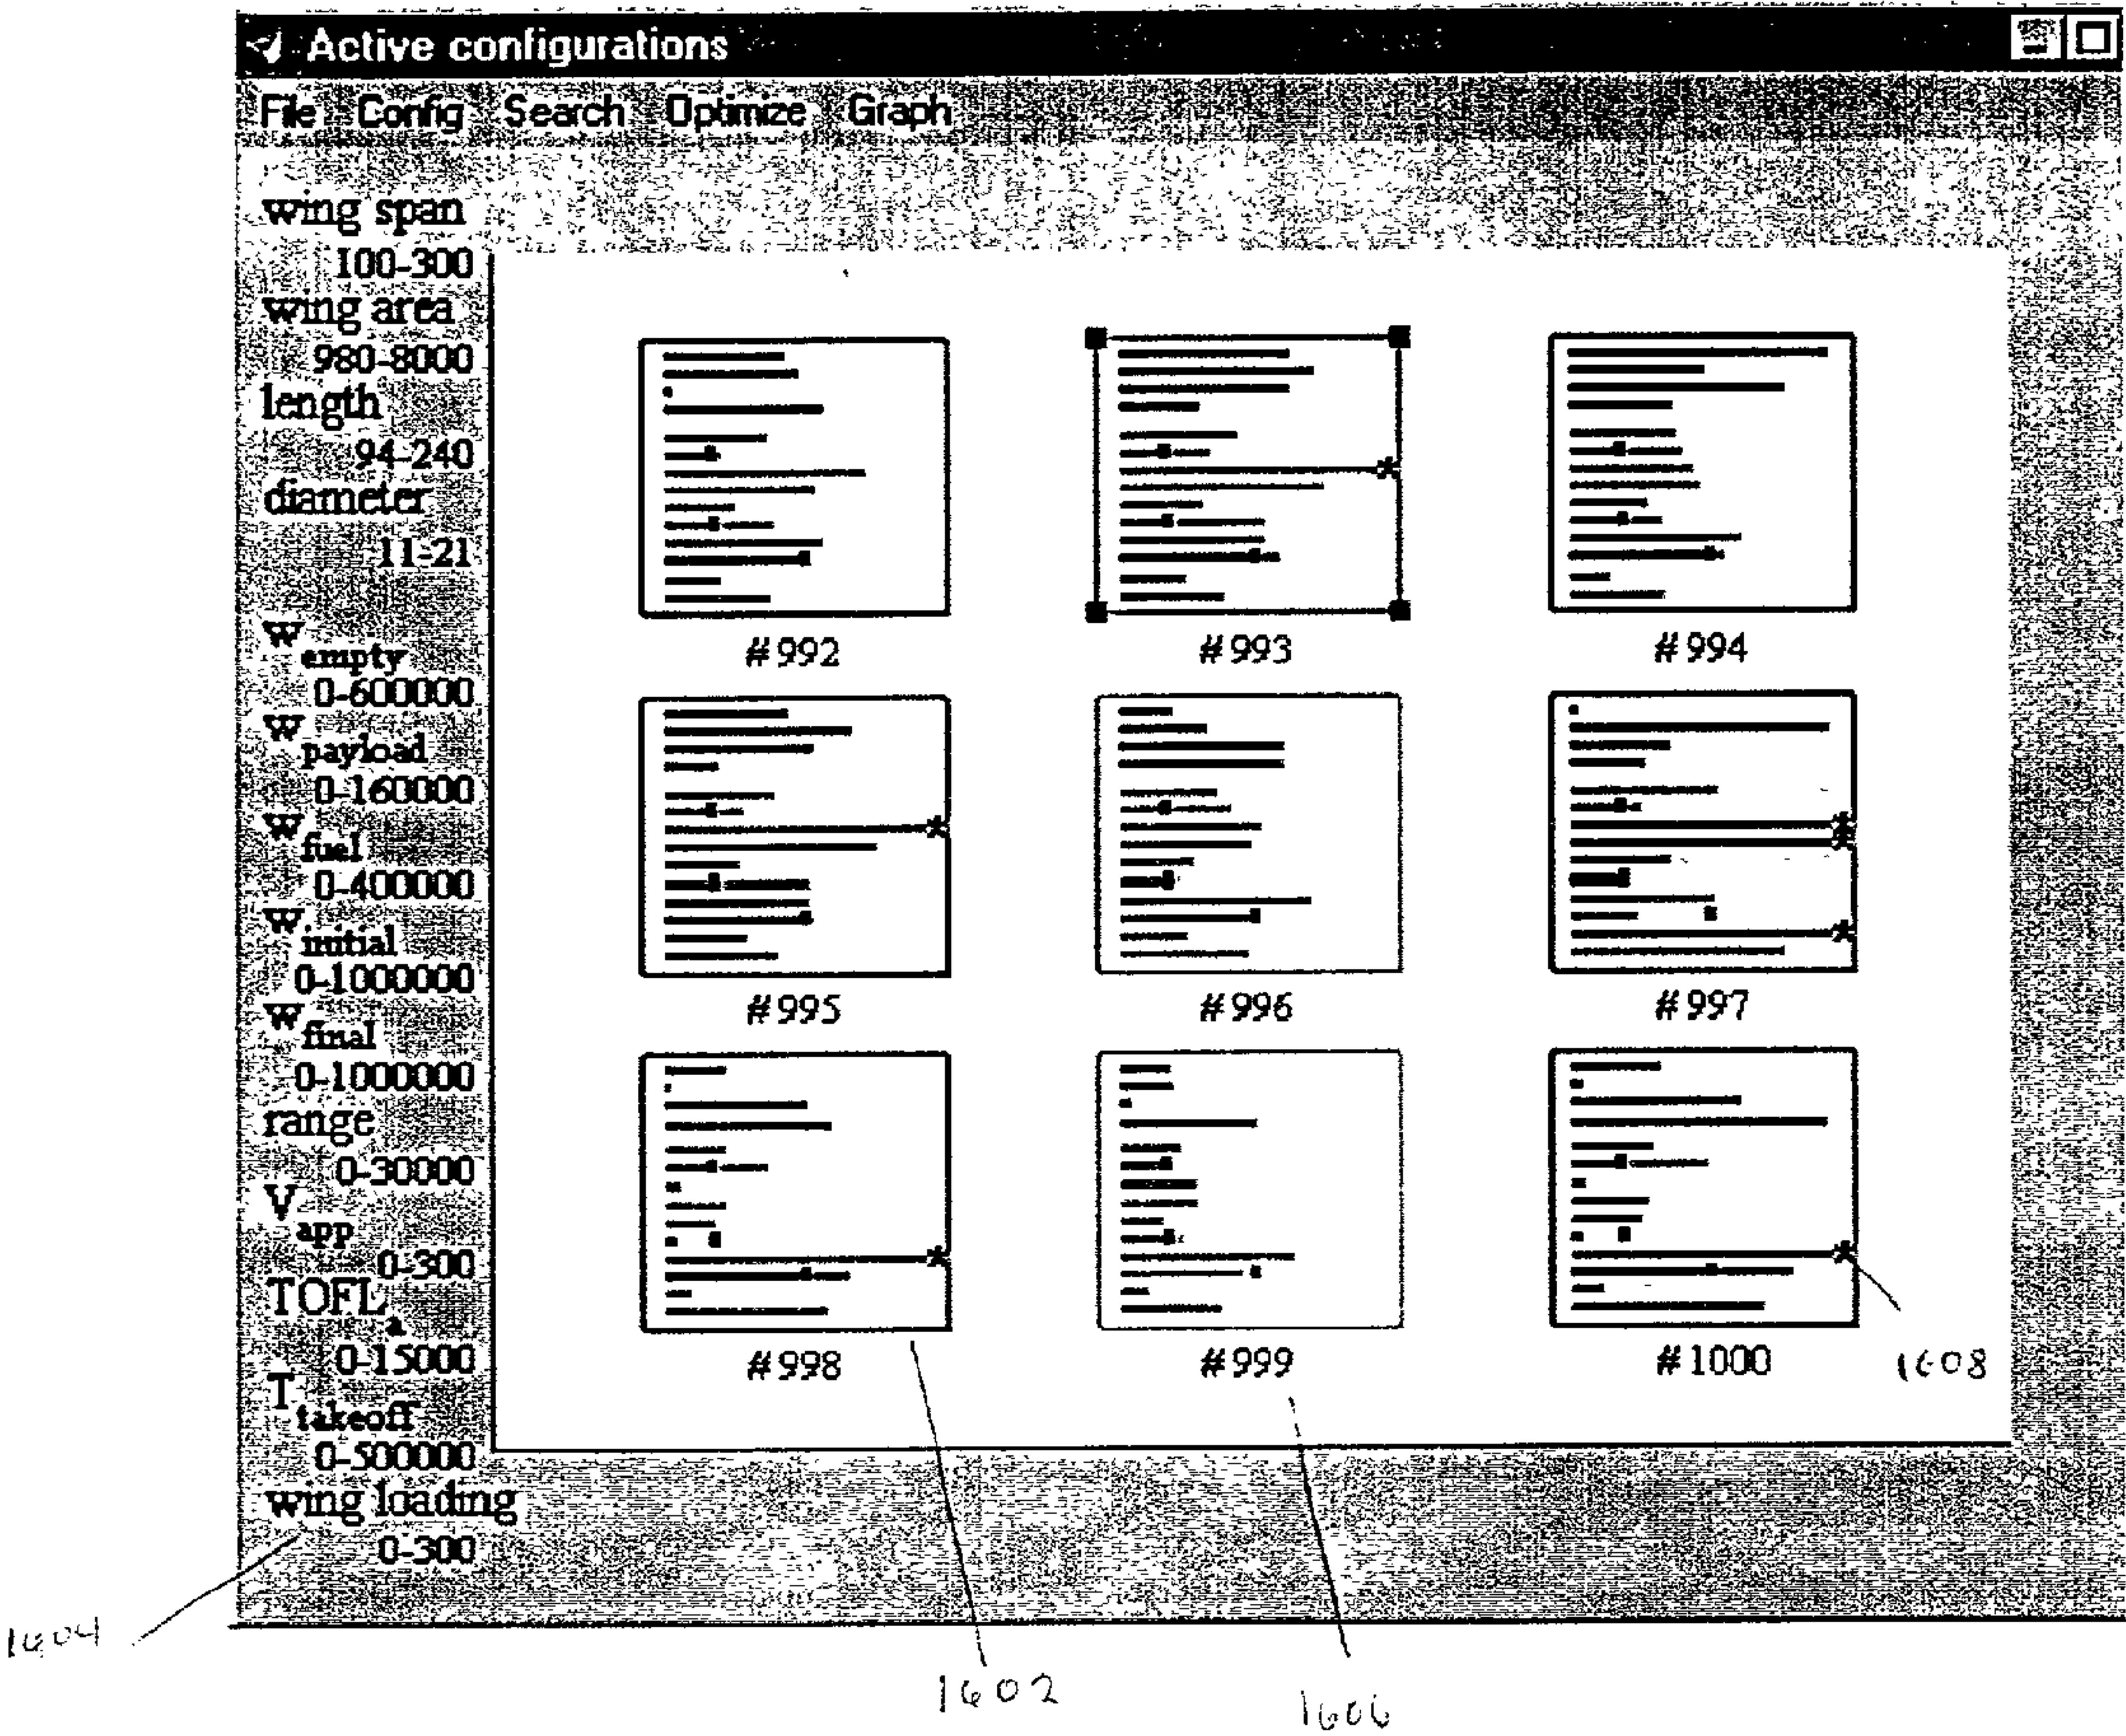 Active configurations
File Config Search Optimize Graph
wing span
100-300
wing area
980-8000
length
94-240
diameter
11-21
W empty
0-600000
W payload
0-160000
W fuel
0-400000
W initial
0-1000000
W final
0-1000000
range
0-30000
V app
0-300
TOFL a
0-15000
T takeoff
0-500000
wing loading
0-300
#992 #993 #994
#995 #996 #997
#998 #999 #1000
1608
1604
1602
1606